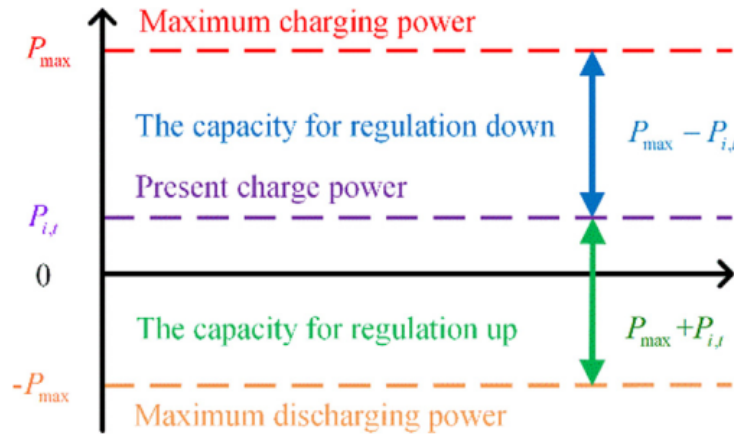 Maximum charging power
P_max
The capacity for regulation down
P_max − P_i,t
Present charge power
P_i,t
0
The capacity for regulation up
P_max + P_i,t
-P_max
Maximum discharging power